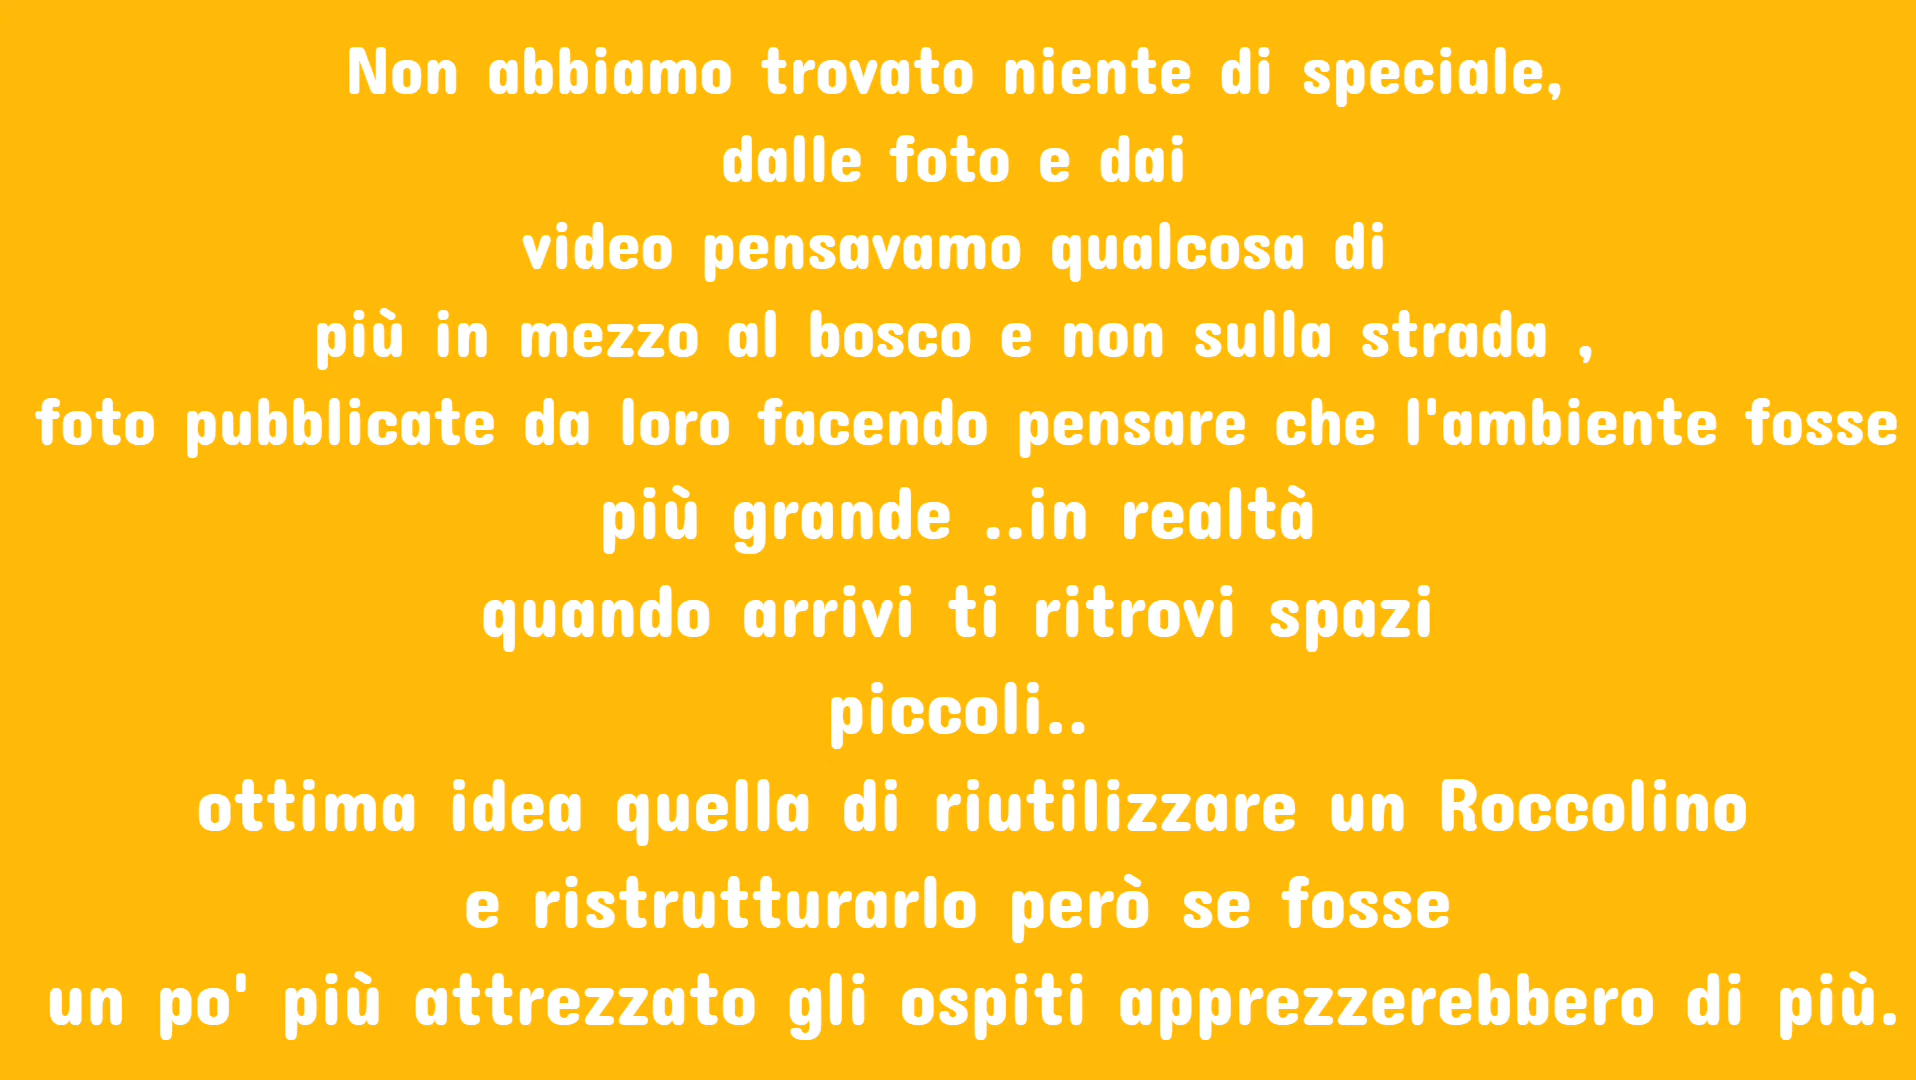 Non abbiamo trovato niente di speciale,
dalle foto e dai
video pensavamo qualcosa di
più in mezzo al bosco e non sulla strada ,
foto pubblicate da loro facendo pensare che l'ambiente fosse
più grande ..in realtà
quando arrivi ti ritrovi spazi
piccoli..
ottima idea quella di riutilizzare un Roccolino
e ristrutturarlo però se fosse
un po' più attrezzato gli ospiti apprezzerebbero di più.